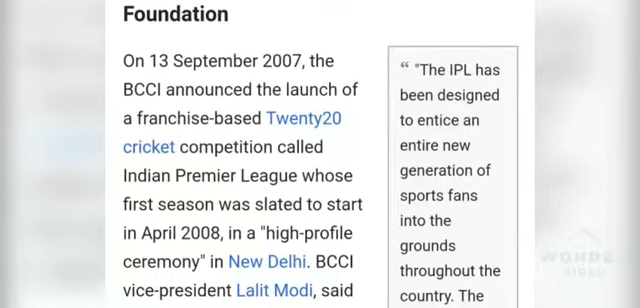 Foundation
On 13 September 2007, the
BCCI announced the launch of
a franchise-based Twenty20
cricket competition called
Indian Premier League whose
first season was slated to start
in April 2008, in a "high-profile
ceremony" in New Delhi. BCCI
vice-president Lalit Modi, said
“ "The IPL has
been designed
to entice an
entire new
generation of
sports fans
into the
grounds
throughout the
country. The
WONDE
VIDEO